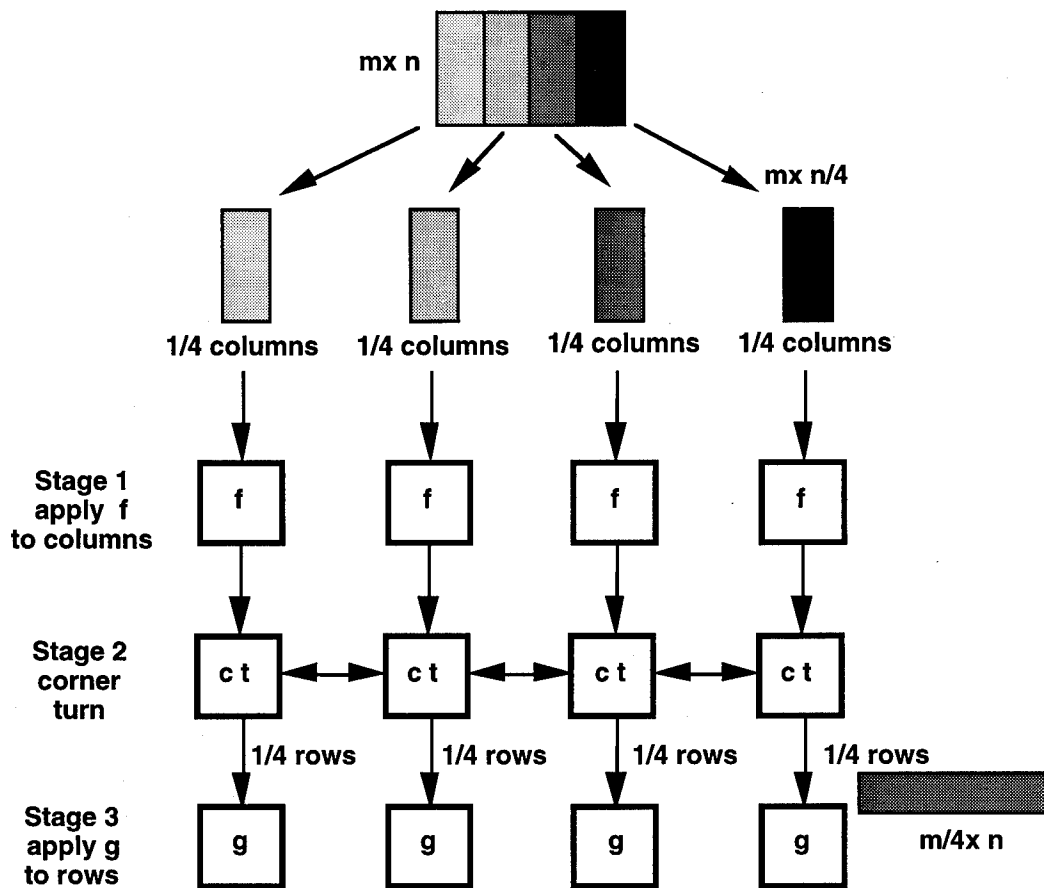 mx n
mx n/4
1/4 columns
1/4 columns
1/4 columns
1/4 columns
Stage 1
apply f
to columns
f
f
f
f
Stage 2
corner
turn
c t
c t
c t
c t
1/4 rows
1/4 rows
1/4 rows
1/4 rows
Stage 3
apply g
to rows
g
g
g
g
m/4x n